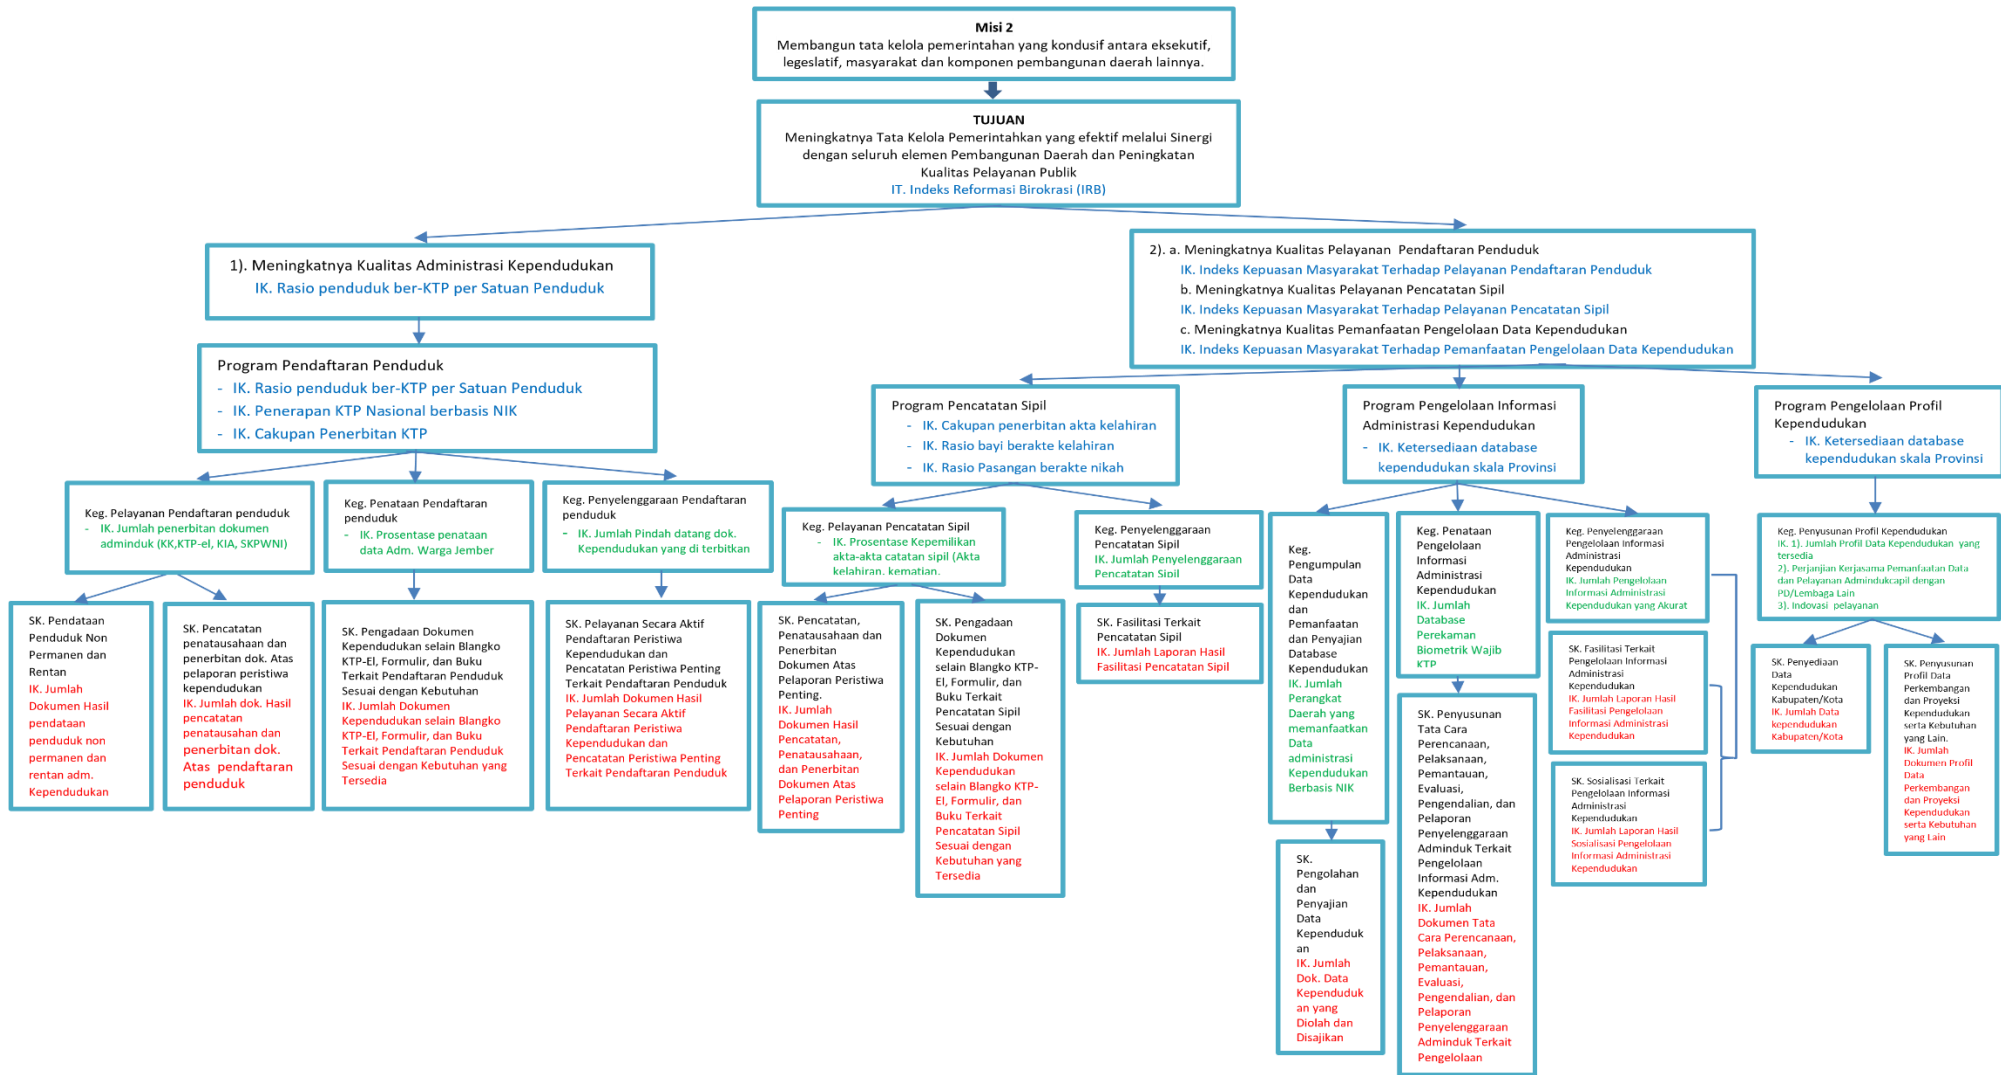 Misi 2
Membangun tata kelola pemerintahan yang kondusif antara eksekutif,
legeslatif, masyarakat dan komponen pembangunan daerah lainnya.
TUJUAN
Meningkatnya Tata Kelola Pemerintahkan yang efektif melalui Sinergi
dengan seluruh elemen Pembangunan Daerah dan Peningkatan
Kualitas Pelayanan Publik
IT. Indeks Reformasi Birokrasi (IRB)
1). Meningkatnya Kualitas Administrasi Kependudukan
IK. Rasio penduduk ber-KTP per Satuan Penduduk
2). a. Meningkatnya Kualitas Pelayanan Pendaftaran Penduduk
IK. Indeks Kepuasan Masyarakat Terhadap Pelayanan Pendaftaran Penduduk
b. Meningkatnya Kualitas Pelayanan Pencatatan Sipil
IK. Indeks Kepuasan Masyarakat Terhadap Pelayanan Pencatatan Sipil
c. Meningkatnya Kualitas Pemanfaatan Pengelolaan Data Kependudukan
IK. Indeks Kepuasan Masyarakat Terhadap Pemanfaatan Pengelolaan Data Kependudukan
Program Pendaftaran Penduduk
- IK. Rasio penduduk ber-KTP per Satuan Penduduk
- IK. Penerapan KTP Nasional berbasis NIK
- IK. Cakupan Penerbitan KTP
Program Pencatatan Sipil
- IK. Cakupan penerbitan akta kelahiran
- IK. Rasio bayi berakte kelahiran
- IK. Rasio Pasangan berakte nikah
Program Pengelolaan Informasi
Administrasi Kependudukan
- IK. Ketersediaan database
kependudukan skala Provinsi
Program Pengelolaan Profil
Kependudukan
- IK. Ketersediaan database
kependudukan skala Provinsi
Keg. Pelayanan Pendaftaran penduduk
- IK. Jumlah penerbitan dokumen
adminduk (KK,KTP-el, KIA, SKPWNI)
Keg. Penataan Pendaftaran
penduduk
- IK. Prosentase penataan
data Adm. Warga Jember
Keg. Penyelenggaraan Pendaftaran
penduduk
- IK. Jumlah Pindah datang dok.
Kependudukan yang di terbitkan
Keg. Pelayanan Pencatatan Sipil
- IK. Prosentase Kepemilikan
akta-akta catatan sipil (Akta
kelahiran, kematian,
Keg. Penyelenggaraan
Pencatatan Sipil
IK. Jumlah Penyelenggaraan
Pencatatan Sipil
Keg.
Pengumpulan
Data
Kependudukan
dan
Pemanfaatan
dan Penyajian
Database
Kependudukan
IK. Jumlah
Perangkat
Daerah yang
memanfaatkan
Data
administrasi
Kependudukan
Berbasis NIK
Keg. Penataan
Pengelolaan
Informasi
Administrasi
Kependudukan
IK. Jumlah
Database
Perekaman
Biometrik Wajib
KTP
Keg. Penyelenggaraan
Pengelolaan Informasi
Administrasi
Kependudukan
IK. Jumlah Pengelolaan
Informasi Administrasi
Kependudukan yang Akurat
Keg. Penyusunan Profil Kependudukan
IK. 1). Jumlah Profil Data Kependudukan yang
tersedia
2). Perjanjian Kerjasama Pemanfaatan Data
dan Pelayanan Admindukcapil dengan
PD/Lembaga Lain
3). Indovasi pelayanan
SK. Pendataan
Penduduk Non
Permanen dan
Rentan
IK. Jumlah
Dokumen Hasil
pendataan
penduduk non
permanen dan
rentan adm.
Kependudukan
SK. Pencatatan
penatausahaan dan
penerbitan dok. Atas
pelaporan peristiwa
kependudukan
IK. Jumlah dok. Hasil
pencatatan
penatausahan dan
penerbitan dok.
Atas pendaftaran
penduduk
SK. Pengadaan Dokumen
Kependudukan selain Blangko
KTP-El, Formulir, dan Buku
Terkait Pendaftaran Penduduk
Sesuai dengan Kebutuhan
IK. Jumlah Dokumen
Kependudukan selain Blangko
KTP-El, Formulir, dan Buku
Terkait Pendaftaran Penduduk
Sesuai dengan Kebutuhan yang
Tersedia
SK. Pelayanan Secara Aktif
Pendaftaran Peristiwa
Kependudukan dan
Pencatatan Peristiwa Penting
Terkait Pendaftaran Penduduk
IK. Jumlah Dokumen Hasil
Pelayanan Secara Aktif
Pendaftaran Peristiwa
Kependudukan dan
Pencatatan Peristiwa Penting
Terkait Pendaftaran Penduduk
SK. Pencatatan,
Penatausahaan dan
Penerbitan
Dokumen Atas
Pelaporan Peristiwa
Penting.
IK. Jumlah
Dokumen Hasil
Pencatatan,
Penatausahaan,
dan Penerbitan
Dokumen Atas
Pelaporan Peristiwa
Penting
SK. Pengadaan
Dokumen
Kependudukan
selain Blangko KTP-
El, Formulir, dan
Buku Terkait
Pencatatan Sipil
Sesuai dengan
Kebutuhan
IK. Jumlah Dokumen
Kependudukan
selain Blangko KTP-
El, Formulir, dan
Buku Terkait
Pencatatan Sipil
Sesuai dengan
Kebutuhan yang
Tersedia
SK. Fasilitasi Terkait
Pencatatan Sipil
IK. Jumlah Laporan Hasil
Fasilitasi Pencatatan Sipil
SK.
Pengolahan
dan
Penyajian
Data
Kependuduk
an
IK. Jumlah
Dok. Data
Kependuduk
an yang
Diolah dan
Disajikan
SK. Penyusunan
Tata Cara
Perencanaan,
Pelaksanaan,
Pemantauan,
Evaluasi,
Pengendalian, dan
Pelaporan
Penyelenggaraan
Adminduk Terkait
Pengelolaan
Informasi Adm.
Kependudukan
IK. Jumlah
Dokumen Tata
Cara Perencanaan,
Pelaksanaan,
Pemantauan,
Evaluasi,
Pengendalian, dan
Pelaporan
Penyelenggaraan
Adminduk Terkait
Pengelolaan
SK. Fasilitasi Terkait
Pengelolaan Informasi
Administrasi
Kependudukan
IK. Jumlah Laporan Hasil
Fasilitasi Pengelolaan
Informasi Administrasi
Kependudukan
SK. Sosialisasi Terkait
Pengelolaan Informasi
Administrasi
Kependudukan
IK. Jumlah Laporan Hasil
Sosialisasi Pengelolaan
Informasi Administrasi
Kependudukan
SK. Penyediaan
Data
Kependudukan
Kabupaten/Kota
IK. Jumlah Data
kependudukan
Kabupaten/Kota
SK. Penyusunan
Profil Data
Perkembangan
dan Proyeksi
Kependudukan
serta Kebutuhan
yang Lain.
IK. Jumlah
Dokumen Profil
Data
Perkembangan
dan Proyeksi
Kependudukan
serta Kebutuhan
yang Lain